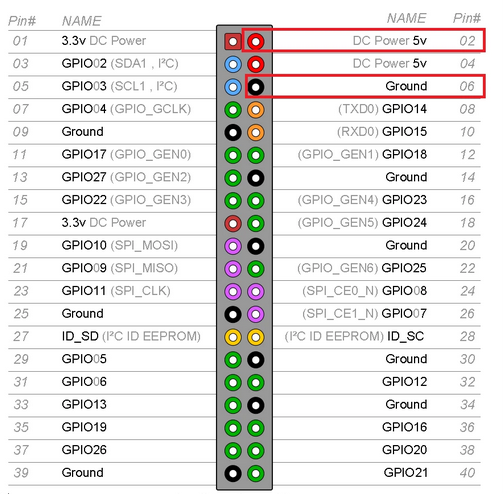 Pin# NAME NAME Pin#
01 3.3v DC Power DC Power 5v 02
03 GPIO02 (SDA1 , I²C) DC Power 5v 04
05 GPIO03 (SCL1 , I²C) Ground 06
07 GPIO04 (GPIO_GCLK) (TXD0) GPIO14 08
09 Ground (RXD0) GPIO15 10
11 GPIO17 (GPIO_GEN0) (GPIO_GEN1) GPIO18 12
13 GPIO27 (GPIO_GEN2) Ground 14
15 GPIO22 (GPIO_GEN3) (GPIO_GEN4) GPIO23 16
17 3.3v DC Power (GPIO_GEN5) GPIO24 18
19 GPIO10 (SPI_MOSI) Ground 20
21 GPIO09 (SPI_MISO) (GPIO_GEN6) GPIO25 22
23 GPIO11 (SPI_CLK) (SPI_CE0_N) GPIO08 24
25 Ground (SPI_CE1_N) GPIO07 26
27 ID_SD (I²C ID EEPROM) (I²C ID EEPROM) ID_SC 28
29 GPIO05 Ground 30
31 GPIO06 GPIO12 32
33 GPIO13 Ground 34
35 GPIO19 GPIO16 36
37 GPIO26 GPIO20 38
39 Ground GPIO21 40